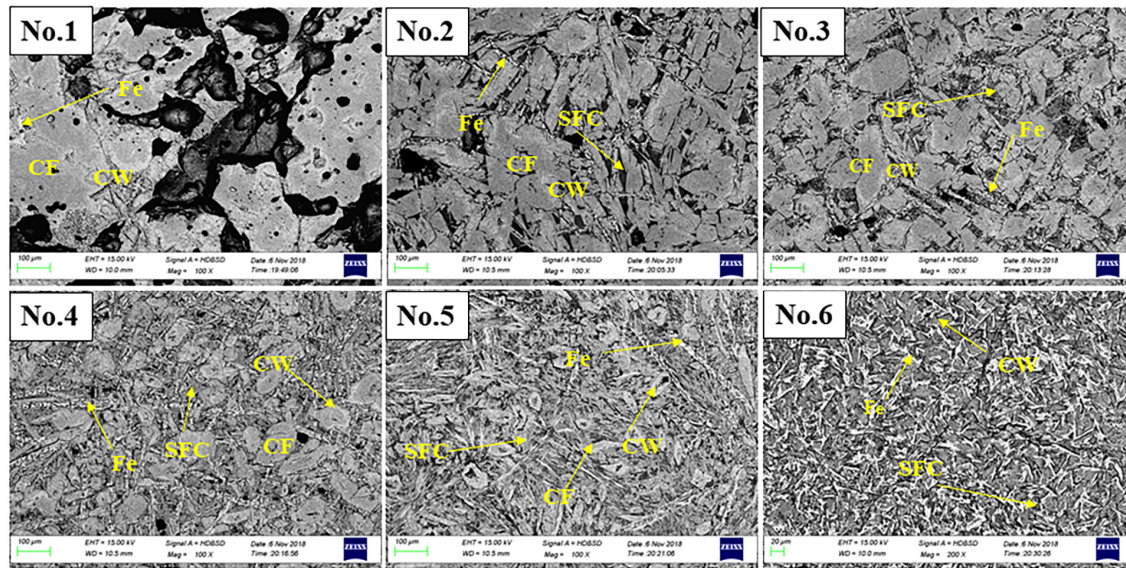 No.1
Fe
CF
CW
100 μm
EHT = 15.00 kV
WD = 10.0 mm
Signal A = HDBSD
Mag = 100 X
Date :6 Nov 2018
Time :19:49:06
ZEISS
No.2
Fe
SFC
CF
CW
100 μm
EHT = 15.00 kV
WD = 10.5 mm
Signal A = HDBSD
Mag = 100 X
Date :6 Nov 2018
Time :20:05:33
ZEISS
No.3
SFC
Fe
CF
CW
100 μm
EHT = 15.00 kV
WD = 10.5 mm
Signal A = HDBSD
Mag = 100 X
Date :6 Nov 2018
Time :20:13:28
ZEISS
No.4
CW
Fe
SFC
CF
100 μm
EHT = 15.00 kV
WD = 10.5 mm
Signal A = HDBSD
Mag = 100 X
Date :6 Nov 2018
Time :20:16:56
ZEISS
No.5
Fe
SFC
CW
CF
100 μm
EHT = 15.00 kV
WD = 10.5 mm
Signal A = HDBSD
Mag = 100 X
Date :6 Nov 2018
Time :20:21:06
ZEISS
No.6
CW
Fe
SFC
20 μm
EHT = 15.00 kV
WD = 10.0 mm
Signal A = HDBSD
Mag = 200 X
Date :6 Nov 2018
Time :20:30:26
ZEISS